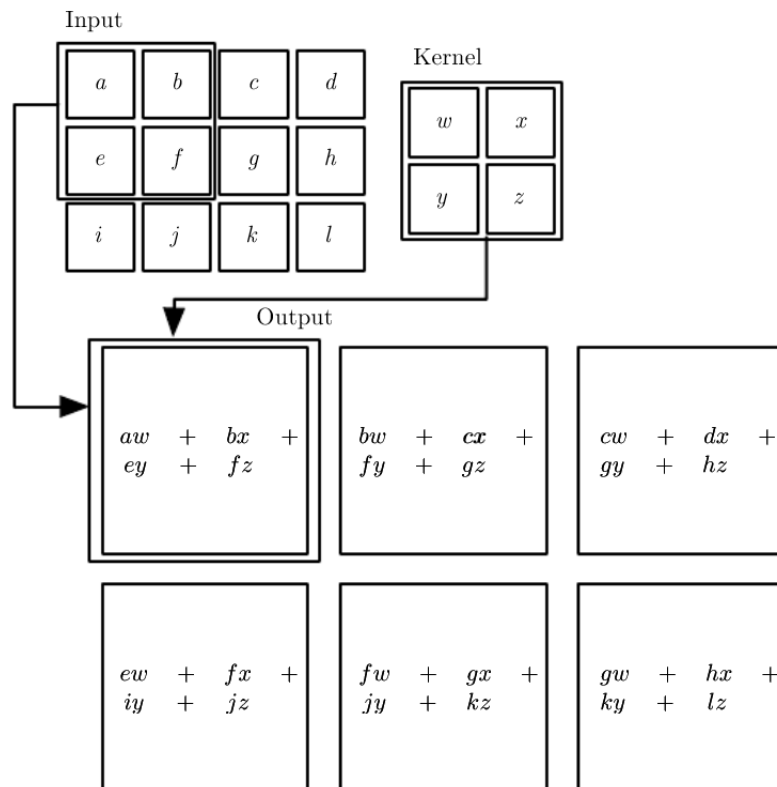 Input
a b c d
e f g h
i j k l
Kernel
w x
y z
Output
aw + bx +
ey + fz
bw + cx +
fy + gz
cw + dx +
gy + hz
ew + fx +
iy + jz
fw + gx +
jy + kz
gw + hx +
ky + lz